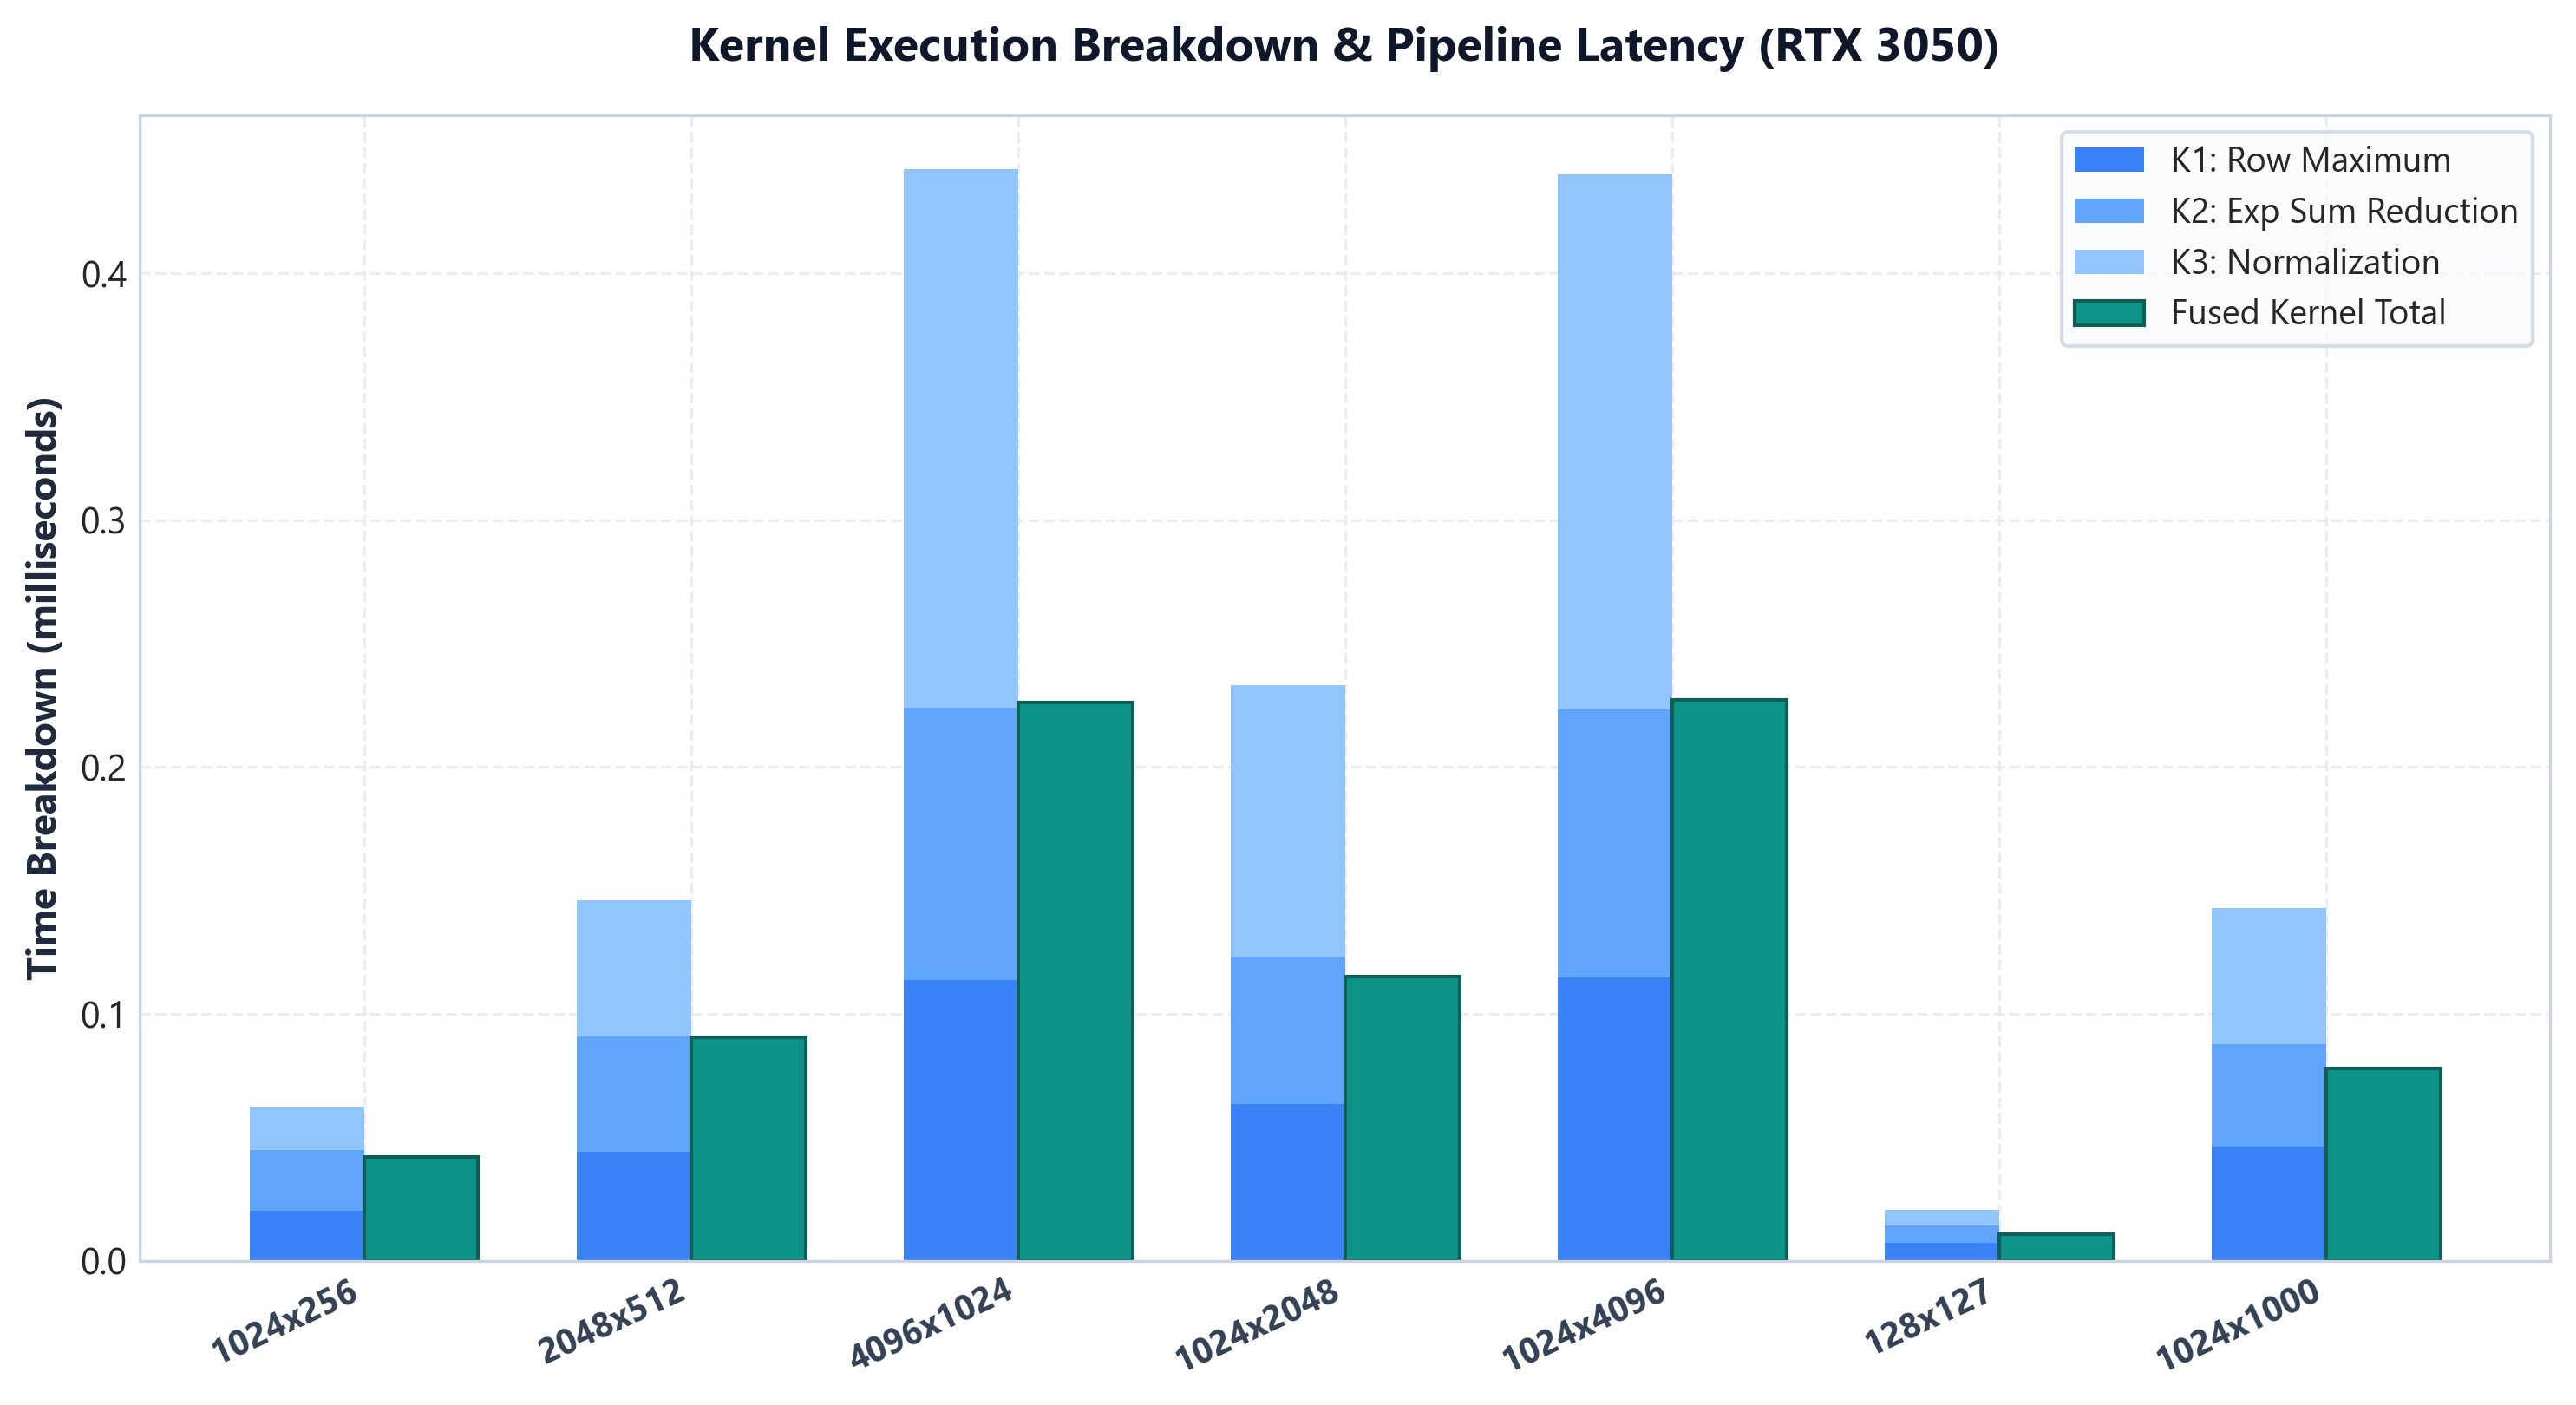 Kernel Execution Breakdown & Pipeline Latency (RTX 3050)
K1: Row Maximum
K2: Exp Sum Reduction
K3: Normalization
Fused Kernel Total
Time Breakdown (milliseconds)
0.4
0.3
0.2
0.1
0.0
1024x256
2048x512
4096x1024
1024x2048
1024x4096
128x127
1024x1000